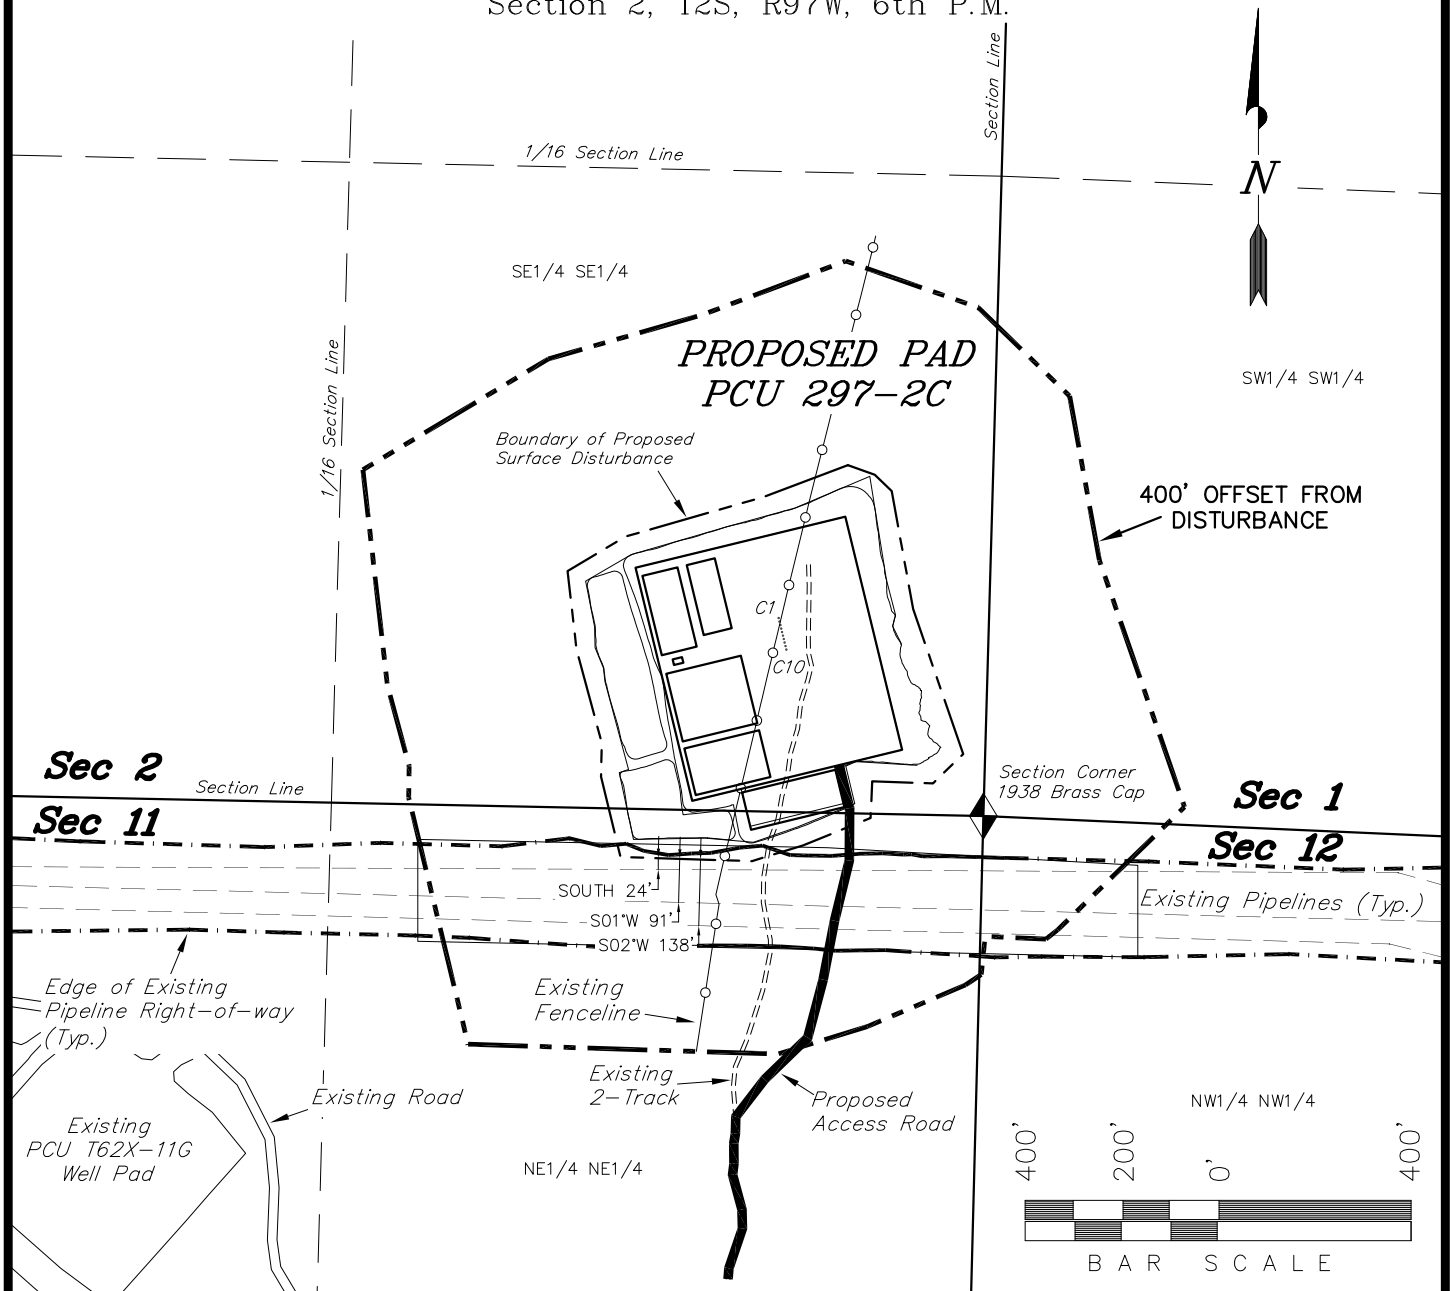 Section 2, T2S, R97W, 6th P.M.
Section Line
1/16 Section Line
N
SE1/4 SE1/4
1/16 Section Line
PROPOSED PAD
PCU 297-2C
SW1/4 SW1/4
Boundary of Proposed
Surface Disturbance
400' OFFSET FROM
DISTURBANCE
C1
C10
Sec 2
Section Line
Section Corner
1938 Brass Cap
Sec 1
Sec 11
Sec 12
SOUTH 24'
S01°W 91'
S02°W 138'
Existing Pipelines (Typ.)
Edge of Existing
Pipeline Right-of-way
(Typ.)
Existing
Fenceline
Existing
2-Track
Existing Road
Proposed
Access Road
NW1/4 NW1/4
Existing
PCU T62X-11G
Well Pad
NE1/4 NE1/4
400'
200'
0'
400'
BAR SCALE